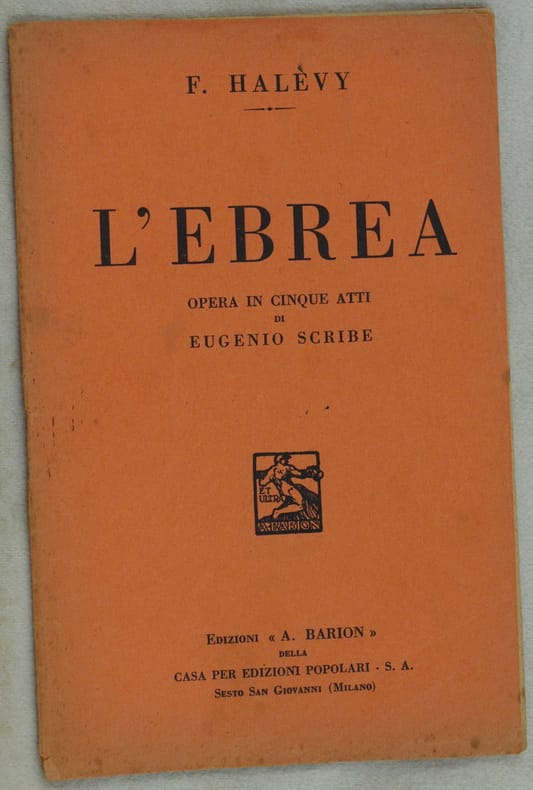 F. HALÈVY
L'EBREA
OPERA IN CINQUE ATTI
DI
EUGENIO SCRIBE
ET
ULTRA
A·BARION
EDIZIONI « A. BARION »
DELLA
CASA PER EDIZIONI POPOLARI - S. A.
SESTO SAN GIOVANNI (MILANO)